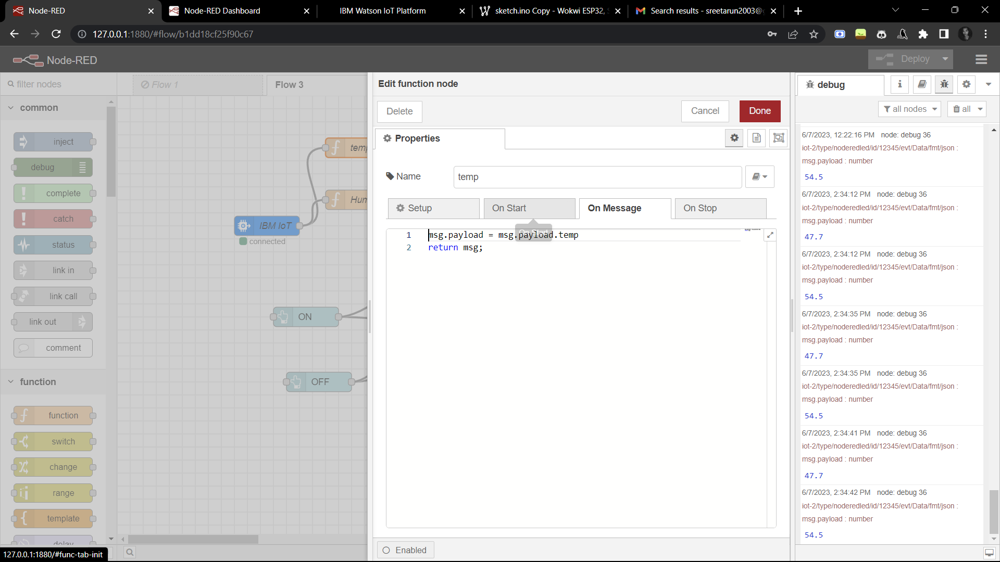 Node-RED
Node-RED Dashboard
IBM Watson IoT Platform
sketch.ino Copy - Wokwi ESP32,
Search results - sreetarun2003@
127.0.0.1:1880/#flow/b1dd18cf25f90c67
Node-RED
Deploy
filter nodes
Flow 1
Flow 3
Edit function node
debug
common
Delete
Cancel
Done
all nodes
all
inject
debug
complete
catch
status
link in
link call
link out
comment
function
function
switch
change
range
template
delay
temp
Hum
IBM IoT
connected
ON
OFF
Properties
Name
temp
Setup
On Start
On Message
On Stop
On Start
1 msg.payload = msg.payload.temp
2 return msg;
Enabled
6/7/2023, 12:22:16 PM node: debug 36
iot-2/type/noderedled/id/12345/evt/Data/fmt/json :
msg.payload : number
54.5
6/7/2023, 2:34:12 PM node: debug 36
iot-2/type/noderedled/id/12345/evt/Data/fmt/json :
msg.payload : number
47.7
6/7/2023, 2:34:12 PM node: debug 36
iot-2/type/noderedled/id/12345/evt/Data/fmt/json :
msg.payload : number
54.5
6/7/2023, 2:34:35 PM node: debug 36
iot-2/type/noderedled/id/12345/evt/Data/fmt/json :
msg.payload : number
47.7
6/7/2023, 2:34:35 PM node: debug 36
iot-2/type/noderedled/id/12345/evt/Data/fmt/json :
msg.payload : number
54.5
6/7/2023, 2:34:41 PM node: debug 36
iot-2/type/noderedled/id/12345/evt/Data/fmt/json :
msg.payload : number
47.7
6/7/2023, 2:34:42 PM node: debug 36
iot-2/type/noderedled/id/12345/evt/Data/fmt/json :
msg.payload : number
54.5
127.0.0.1:1880/#func-tab-init